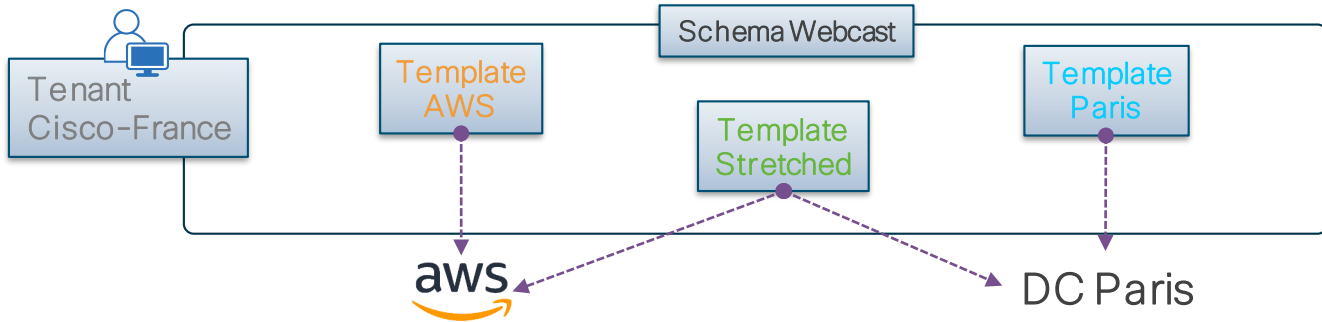 Schema Webcast
Tenant
Cisco-France
Template
AWS
Template
Stretched
Template
Paris
aws
DC Paris